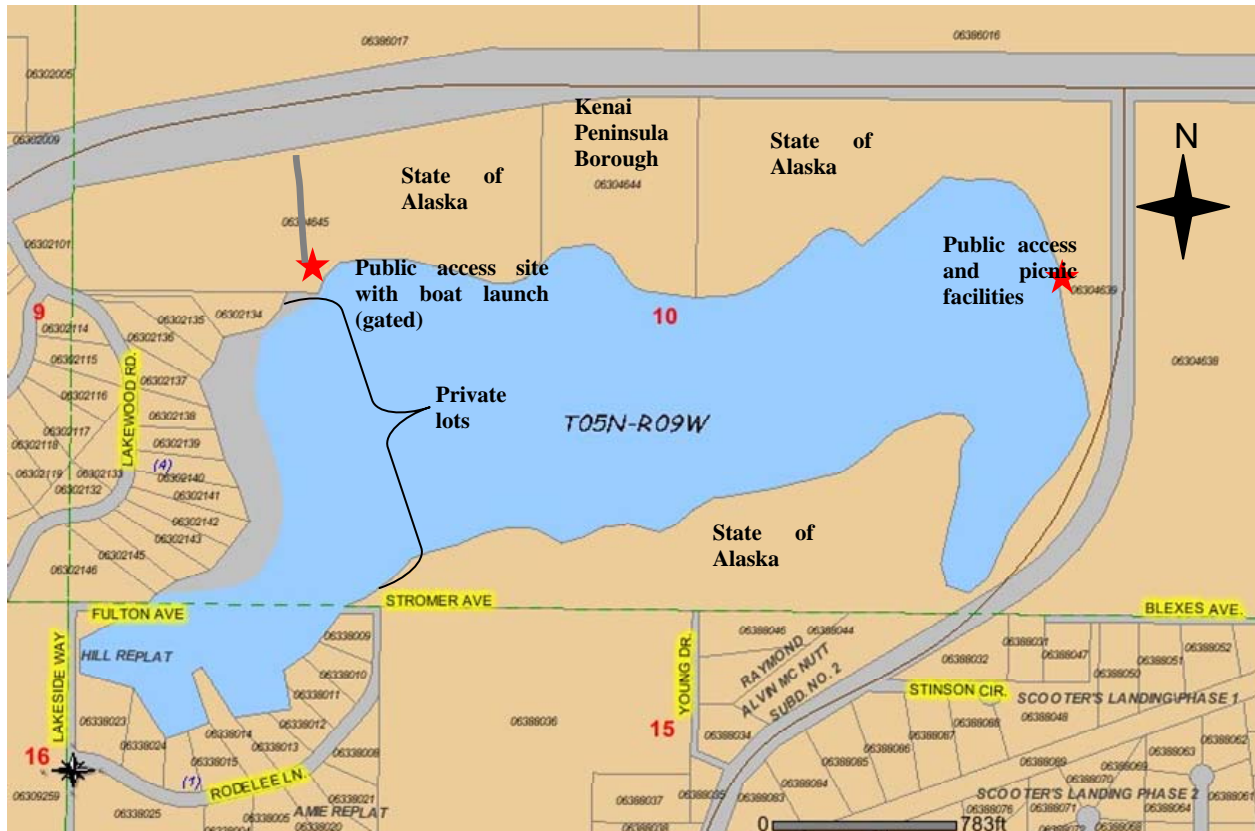 06386017
06386016
06302005
06302009
Kenai
Peninsula
Borough
State of
Alaska
N
State of
Alaska
06304644
06304645
06302101
Public access site
with boat launch
(gated)
Public access
and picnic
facilities
06304639
9
10
06302135
06302134
06302114
06302136
06302115
06302137
06302116
LAKEWOOD RD.
06304638
Private
lots
T05N-R09W
06302138
06302117
06302118
06302139
(4)
06302119
06302133
06302140
06302132
06302141
06302142
06302143
06302145
06302146
State of
Alaska
FULTON AVE
STROMER AVE
BLEXES AVE.
LAKESIDE WAY
HILL REPLAT
06338009
06338010
06338011
06338012
06338023
06338014
06338024
06338013
06338008
16
(1)
RODELEE LN.
06309259
06338025
06338005
AMIE REPLAT
06338021
06338020
06388036
15
YOUNG DR.
06388046
06388044
RAYMOND
ALVIN MC NUTT
SUBD. NO. 2
06388031
06388047
06388032
06388050
06388051
06388052
STINSON CIR.
SCOOTER'S LANDING\PHASE 1
06388048
06388088
06388087
06388086
06388085
06388084
06388034
06388062
06388063
06388089
06388069
06388070
SCOOTER'S LANDING PHASE 2
06388061
06388037
06388035
06388083
06388076
06388071
06388064
06388038
0
783ft